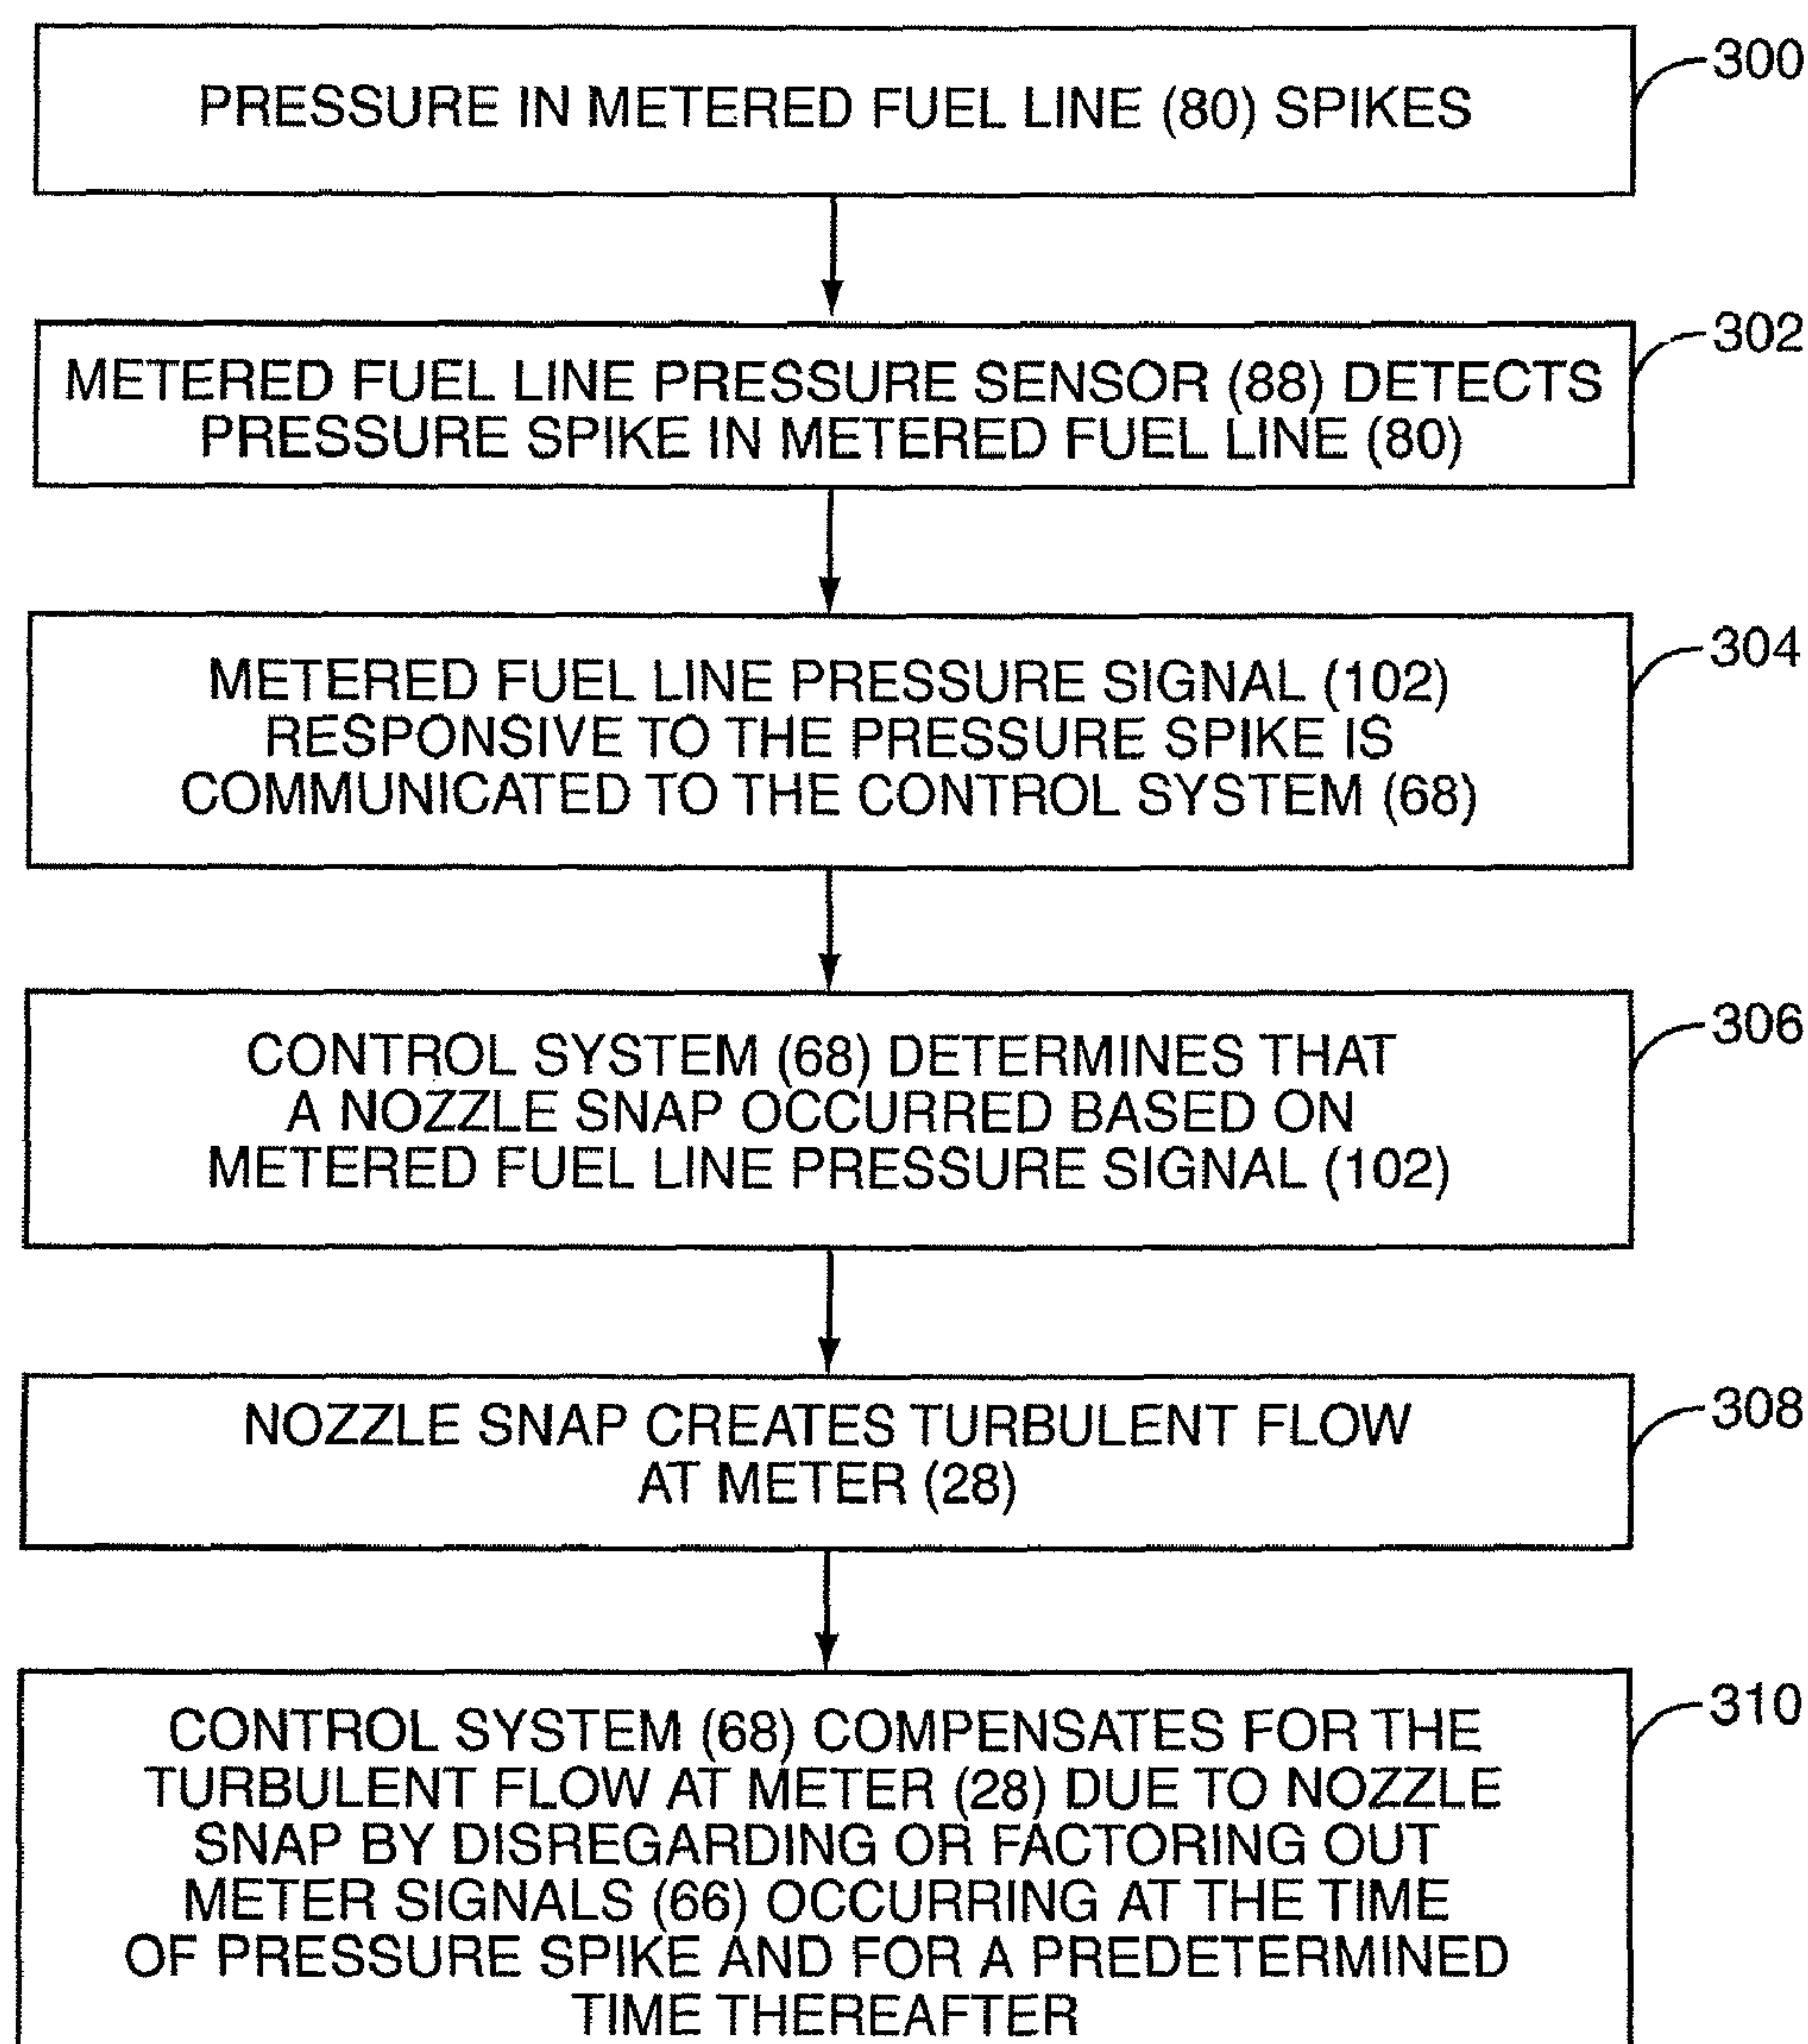 300
PRESSURE IN METERED FUEL LINE (80) SPIKES
302
METERED FUEL LINE PRESSURE SENSOR (88) DETECTS
PRESSURE SPIKE IN METERED FUEL LINE (80)
304
METERED FUEL LINE PRESSURE SIGNAL (102)
RESPONSIVE TO THE PRESSURE SPIKE IS
COMMUNICATED TO THE CONTROL SYSTEM (68)
306
CONTROL SYSTEM (68) DETERMINES THAT
A NOZZLE SNAP OCCURRED BASED ON
METERED FUEL LINE PRESSURE SIGNAL (102)
308
NOZZLE SNAP CREATES TURBULENT FLOW
AT METER (28)
310
CONTROL SYSTEM (68) COMPENSATES FOR THE
TURBULENT FLOW AT METER (28) DUE TO NOZZLE
SNAP BY DISREGARDING OR FACTORING OUT
METER SIGNALS (66) OCCURRING AT THE TIME
OF PRESSURE SPIKE AND FOR A PREDETERMINED
TIME THEREAFTER